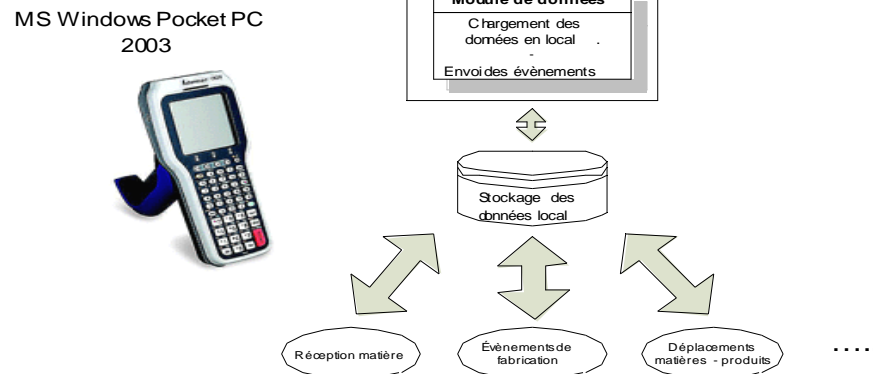 MS Windows Pocket PC
2003
Module de données
Chargement des
données en local .
-
Envoi des évènements
Stockage des
données local
Réception matière
Évènements de
fabrication
Déplacements
matières - produits
....